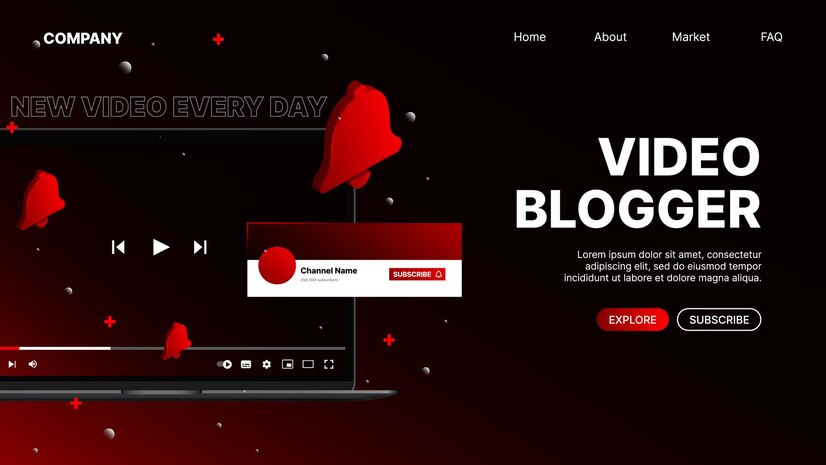 COMPANY
Home
About
Market
FAQ
NEW VIDEO EVERY DAY
VIDEO
BLOGGER
Channel Name
SUBSCRIBE
Lorem ipsum dolor sit amet, consectetur
adipiscing elit, sed do eiusmod tempor
incididunt ut labore et dolore magna aliqua.
EXPLORE
SUBSCRIBE